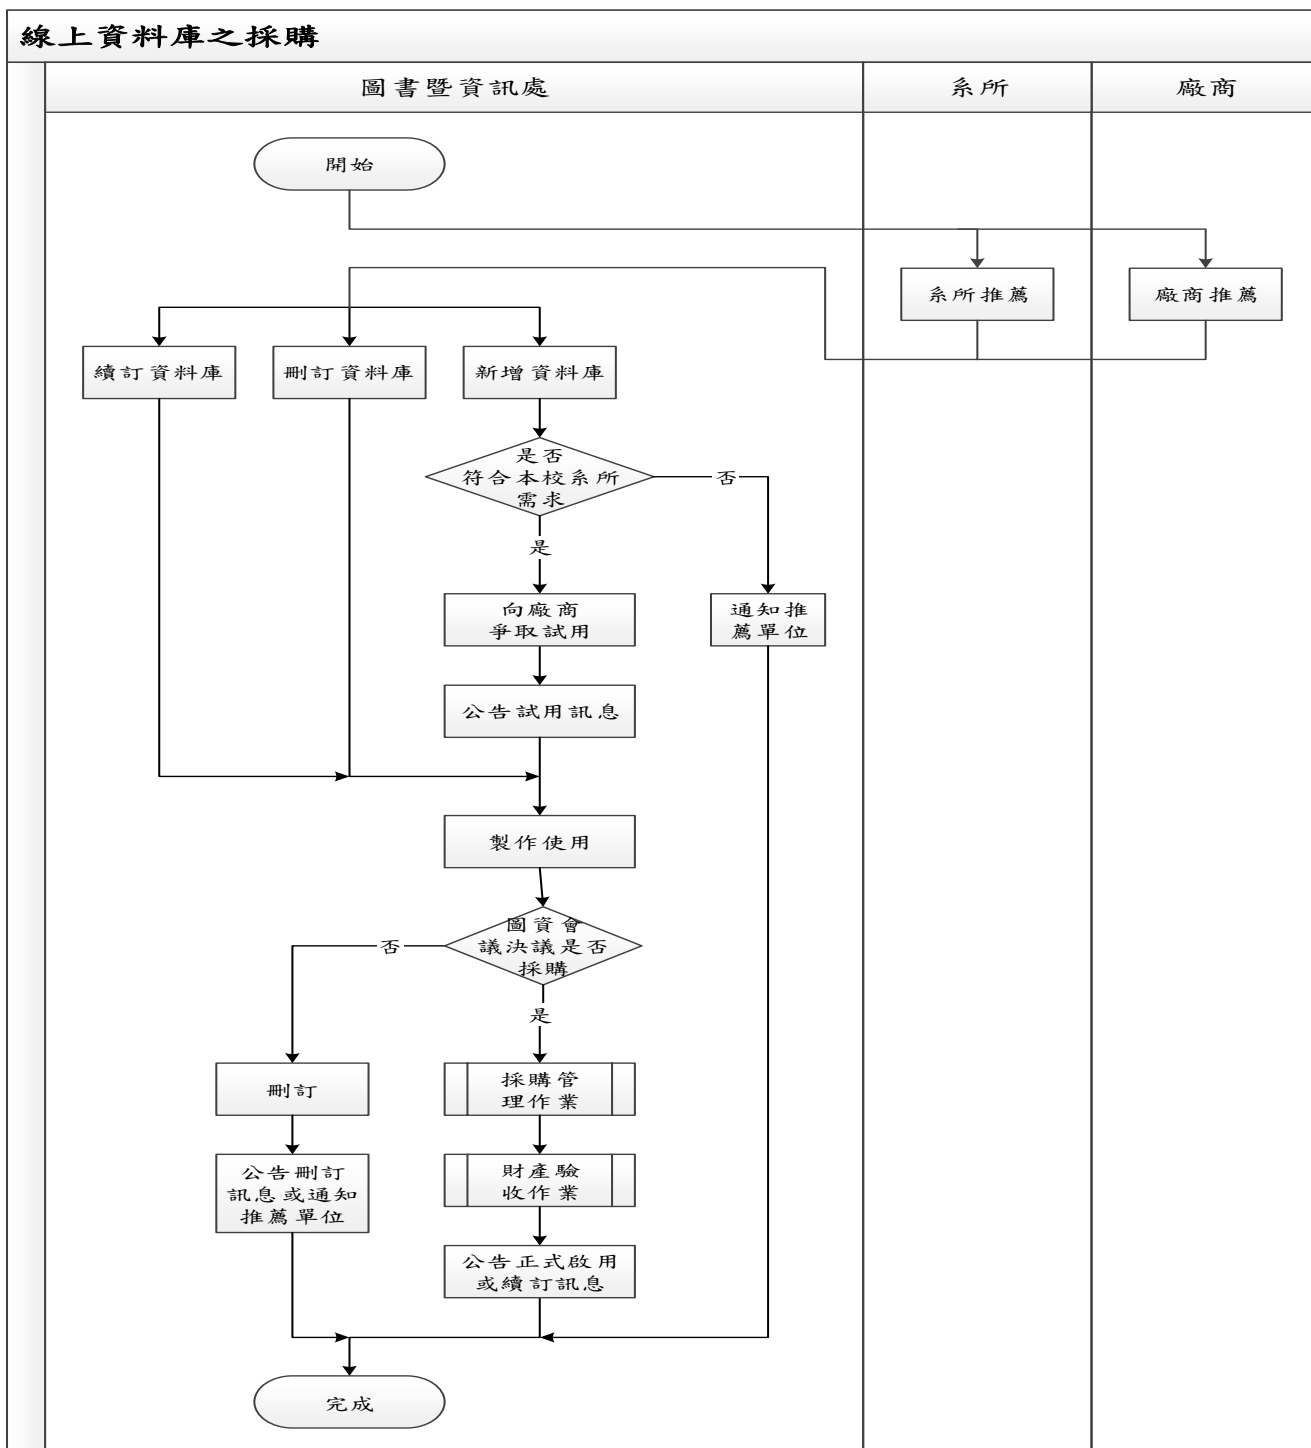 線上資料庫之採購
圖書暨資訊處
系所
廠商
開始
系所推薦
廠商推薦
續訂資料庫
刪訂資料庫
新增資料庫
是否
符合本校系所
需求
否
是
向廠商
爭取試用
通知推
薦單位
公告試用訊息
製作使用
圖資會
議決議是否
採購
否
是
刪訂
採購管
理作業
公告刪訂
訊息或通知
推薦單位
財產驗
收作業
公告正式啟用
或續訂訊息
完成